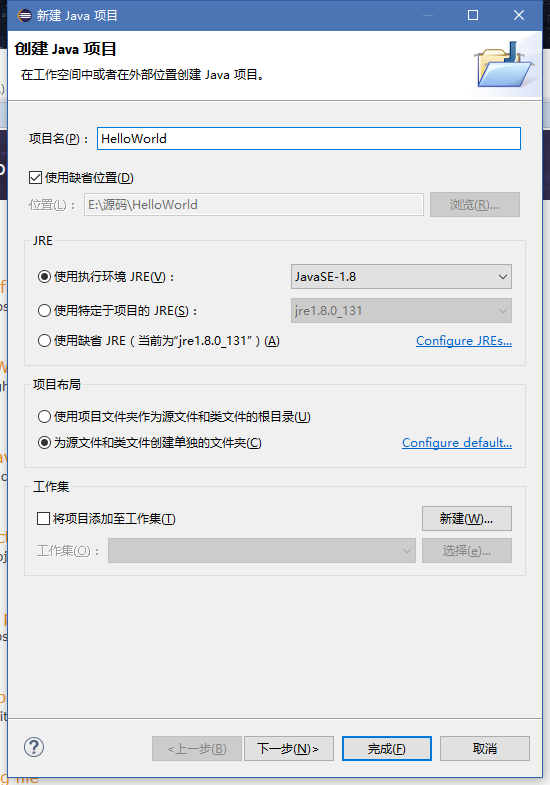 新建 Java 项目
创建 Java 项目
在工作空间中或者在外部位置创建 Java 项目。
项目名(P)： HelloWorld
使用缺省位置(D)
位置(L)： E:\源码\HelloWorld 浏览(R)...
JRE
使用执行环境 JRE(V)： JavaSE-1.8
使用特定于项目的 JRE(S)： jre1.8.0_131
使用缺省 JRE（当前为“jre1.8.0_131”）(A) Configure JREs...
项目布局
使用项目文件夹作为源文件和类文件的根目录(U)
为源文件和类文件创建单独的文件夹(C) Configure default...
工作集
将项目添加至工作集(T) 新建(W)...
工作集(O)： 选择(e)...
? <上一步(B) 下一步(N)> 完成(F) 取消